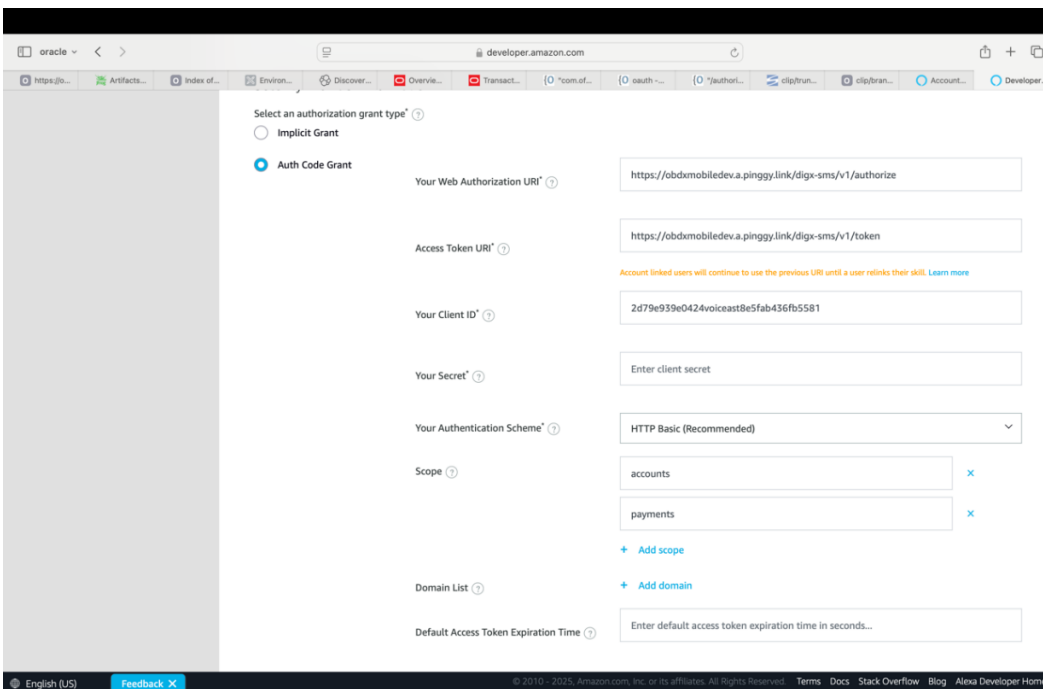 oracle
developer.amazon.com
https://o...
Artifacts...
Index of...
Environ...
Discover...
Overvie...
Transact...
{O "com.of...
{O oauth -...
{O "/authori...
clip/trun...
clip/bran...
Account...
Developer.
Select an authorization grant type*
Implicit Grant
Auth Code Grant
Your Web Authorization URI*
https://obdxmobiledev.a.pinggy.link/digx-sms/v1/authorize
Access Token URI*
https://obdxmobiledev.a.pinggy.link/digx-sms/v1/token
Account linked users will continue to use the previous URI until a user relinks their skill. Learn more
Your Client ID*
2d79e939e0424voiceast8e5fab436fb5581
Your Secret*
Enter client secret
Your Authentication Scheme*
HTTP Basic (Recommended)
Scope
accounts
payments
+ Add scope
Domain List
+ Add domain
Default Access Token Expiration Time
Enter default access token expiration time in seconds...
English (US)
Feedback X
© 2010 - 2025, Amazon.com, Inc. or its affiliates. All Rights Reserved.
Terms Docs Stack Overflow Blog Alexa Developer Home